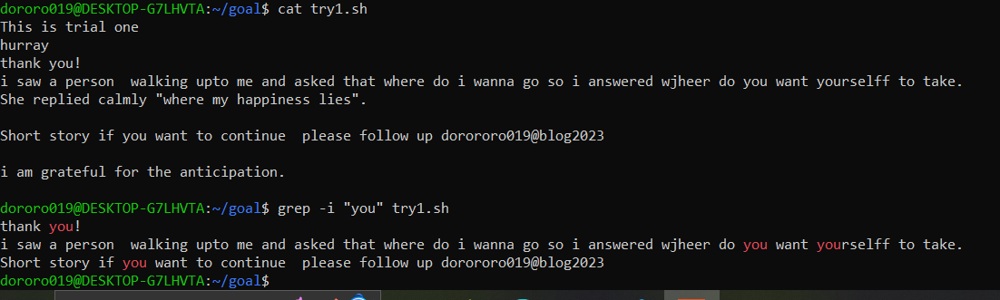 dororo019@DESKTOP-G7LHVTA:~/goal$ cat try1.sh
This is trial one
hurray
thank you!
i saw a person  walking upto me and asked that where do i wanna go so i answered wjheer do you want yourselff to take.
She replied calmly "where my happiness lies".
Short story if you want to continue  please follow up dorororo019@blog2023
i am grateful for the anticipation.
dororo019@DESKTOP-G7LHVTA:~/goal$ grep -i "you" try1.sh
thank you!
i saw a person  walking upto me and asked that where do i wanna go so i answered wjheer do you want yourselff to take.
Short story if you want to continue  please follow up dorororo019@blog2023
dororo019@DESKTOP-G7LHVTA:~/goal$